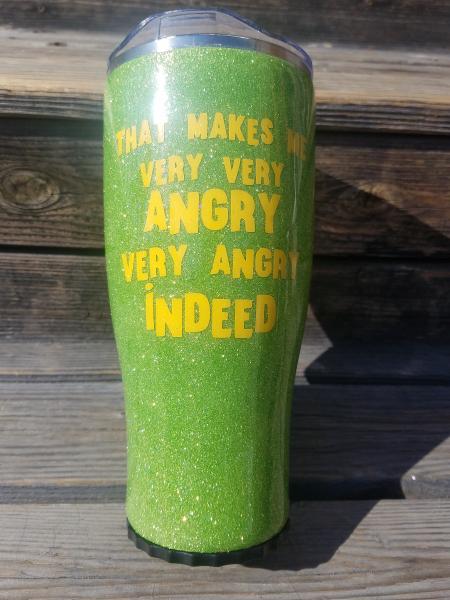 THAT MAKES ME
VERY VERY
ANGRY
VERY ANGRY
iNDEED